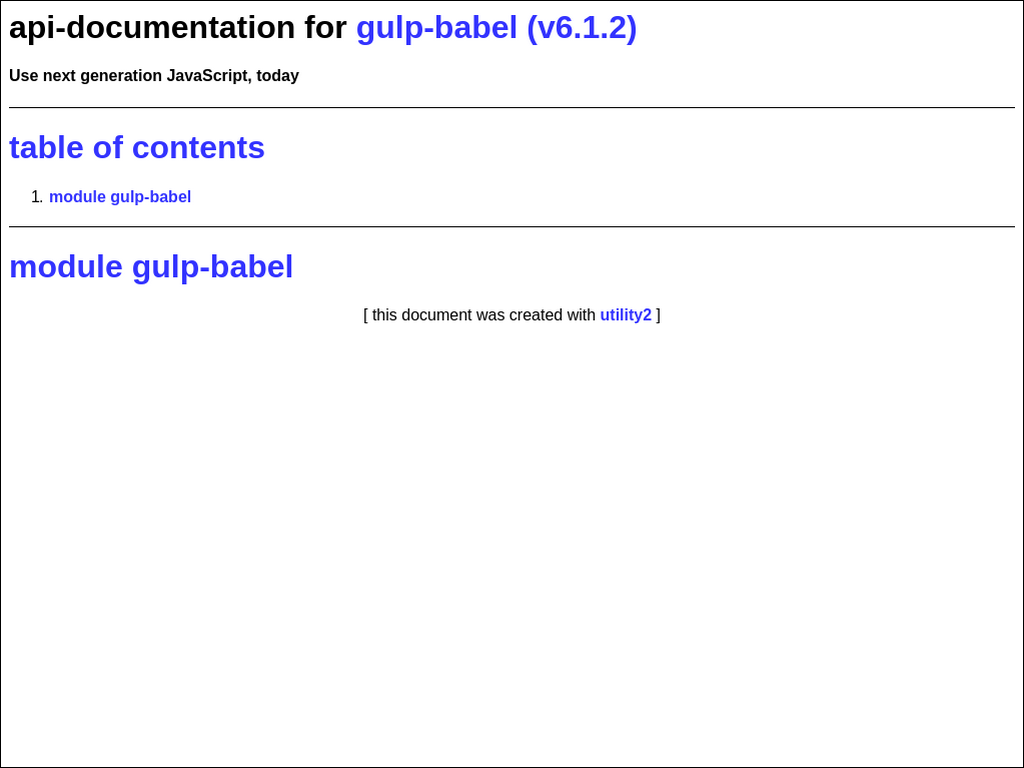 api-documentation for gulp-babel (v6.1.2)
Use next generation JavaScript, today
table of contents
1. module gulp-babel
module gulp-babel
[ this document was created with utility2 ]